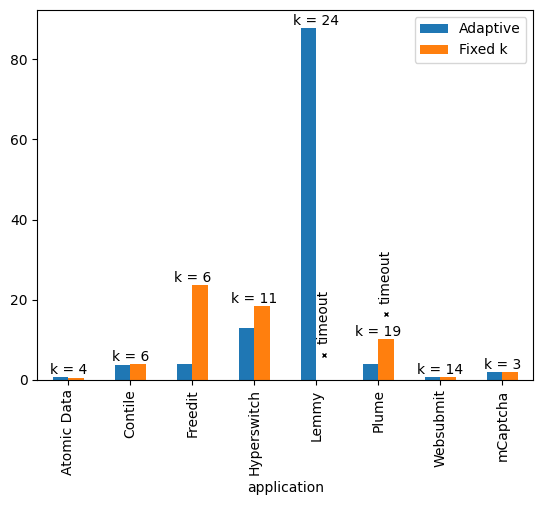 k = 24
Adaptive
Fixed k
80
60
40
20
0
k = 4
k = 6
k = 6
k = 11
× timeout
k = 19
× timeout
k = 14
k = 3
Atomic Data
Contile
Freedit
Hyperswitch
Lemmy
Plume
Websubmit
mCaptcha
application